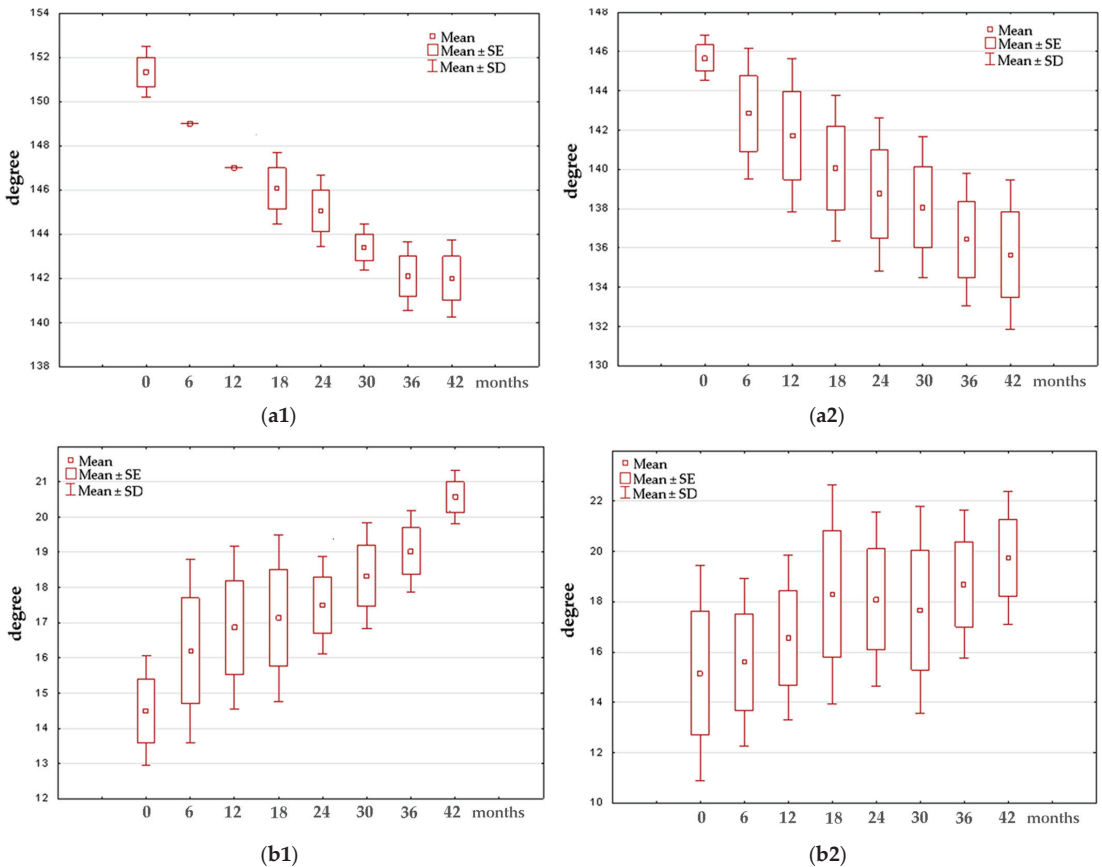 154
152
150
148
146
144
142
140
138
degree
Mean
Mean ± SE
Mean ± SD
0 6 12 18 24 30 36 42 months
(a1)
148
146
144
142
140
138
136
134
132
130
degree
Mean
Mean ± SE
Mean ± SD
0 6 12 18 24 30 36 42 months
(a2)
21
20
19
18
17
16
15
14
13
12
degree
Mean
Mean ± SE
Mean ± SD
0 6 12 18 24 30 36 42 months
(b1)
24
22
20
18
16
14
12
10
degree
Mean
Mean ± SE
Mean ± SD
0 6 12 18 24 30 36 42 months
(b2)